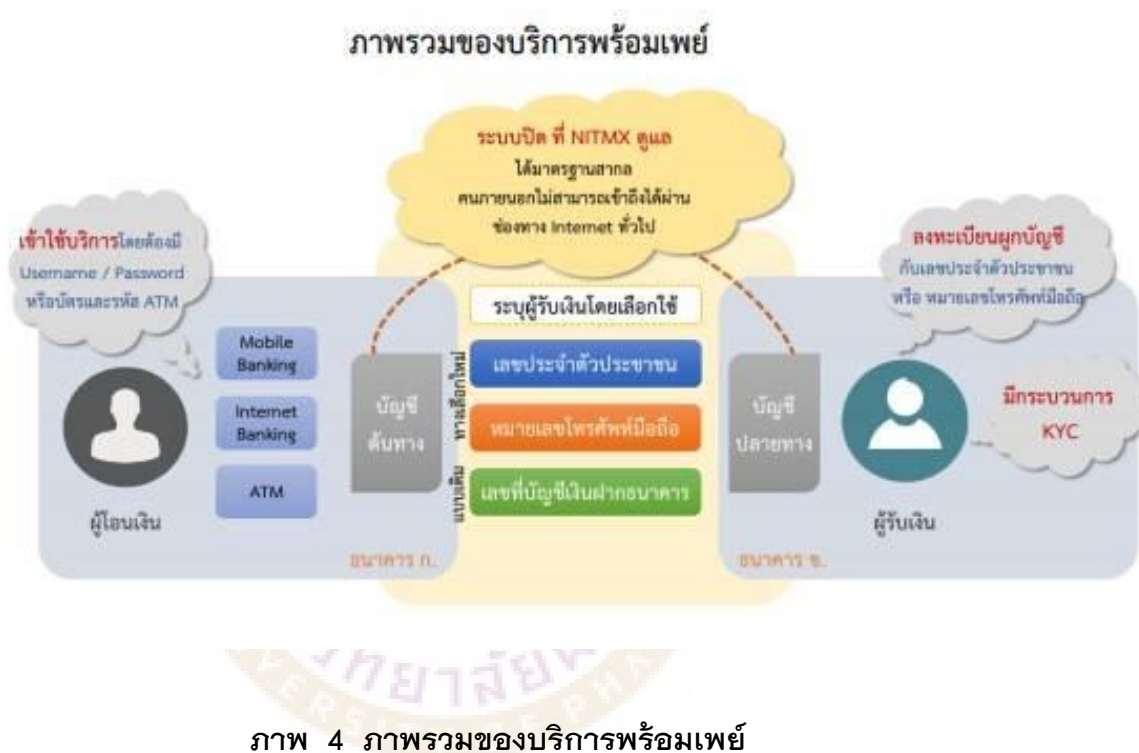 ภาพรวมของบริการพร้อมเพย์
ระบบปิด ที่ NITMX ดูแล
ได้มาตรฐานสากล
คนภายนอกไม่สามารถเข้าถึงได้ผ่าน
ช่องทาง Internet ทั่วไป
เข้าใช้บริการโดยต้องมี
Username / Password
หรือบัตรและรหัส ATM
ลงทะเบียนผูกบัญชี
กับเลขประจำตัวประชาชน
หรือ หมายเลขโทรศัพท์มือถือ
Mobile
Banking
Internet
Banking
ATM
ผู้โอนเงิน
บัญชี
ต้นทาง
ธนาคาร ก.
ระบุผู้รับเงินโดยเลือกใช้
ทางเลือกใหม่
เลขประจำตัวประชาชน
หมายเลขโทรศัพท์มือถือ
แบบเดิม
เลขที่บัญชีเงินฝากธนาคาร
บัญชี
ปลายทาง
ธนาคาร ข.
มีกระบวนการ
KYC
ผู้รับเงิน
ภาพ 4 ภาพรวมของบริการพร้อมเพย์